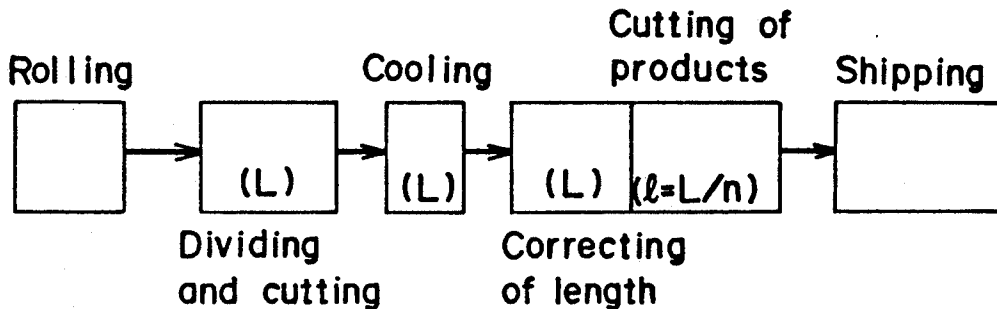 Rolling
Cooling
Cutting of
products
Shipping
(L)
(L)
(L)
(ℓ=L/n)
Dividing
and cutting
Correcting
of length